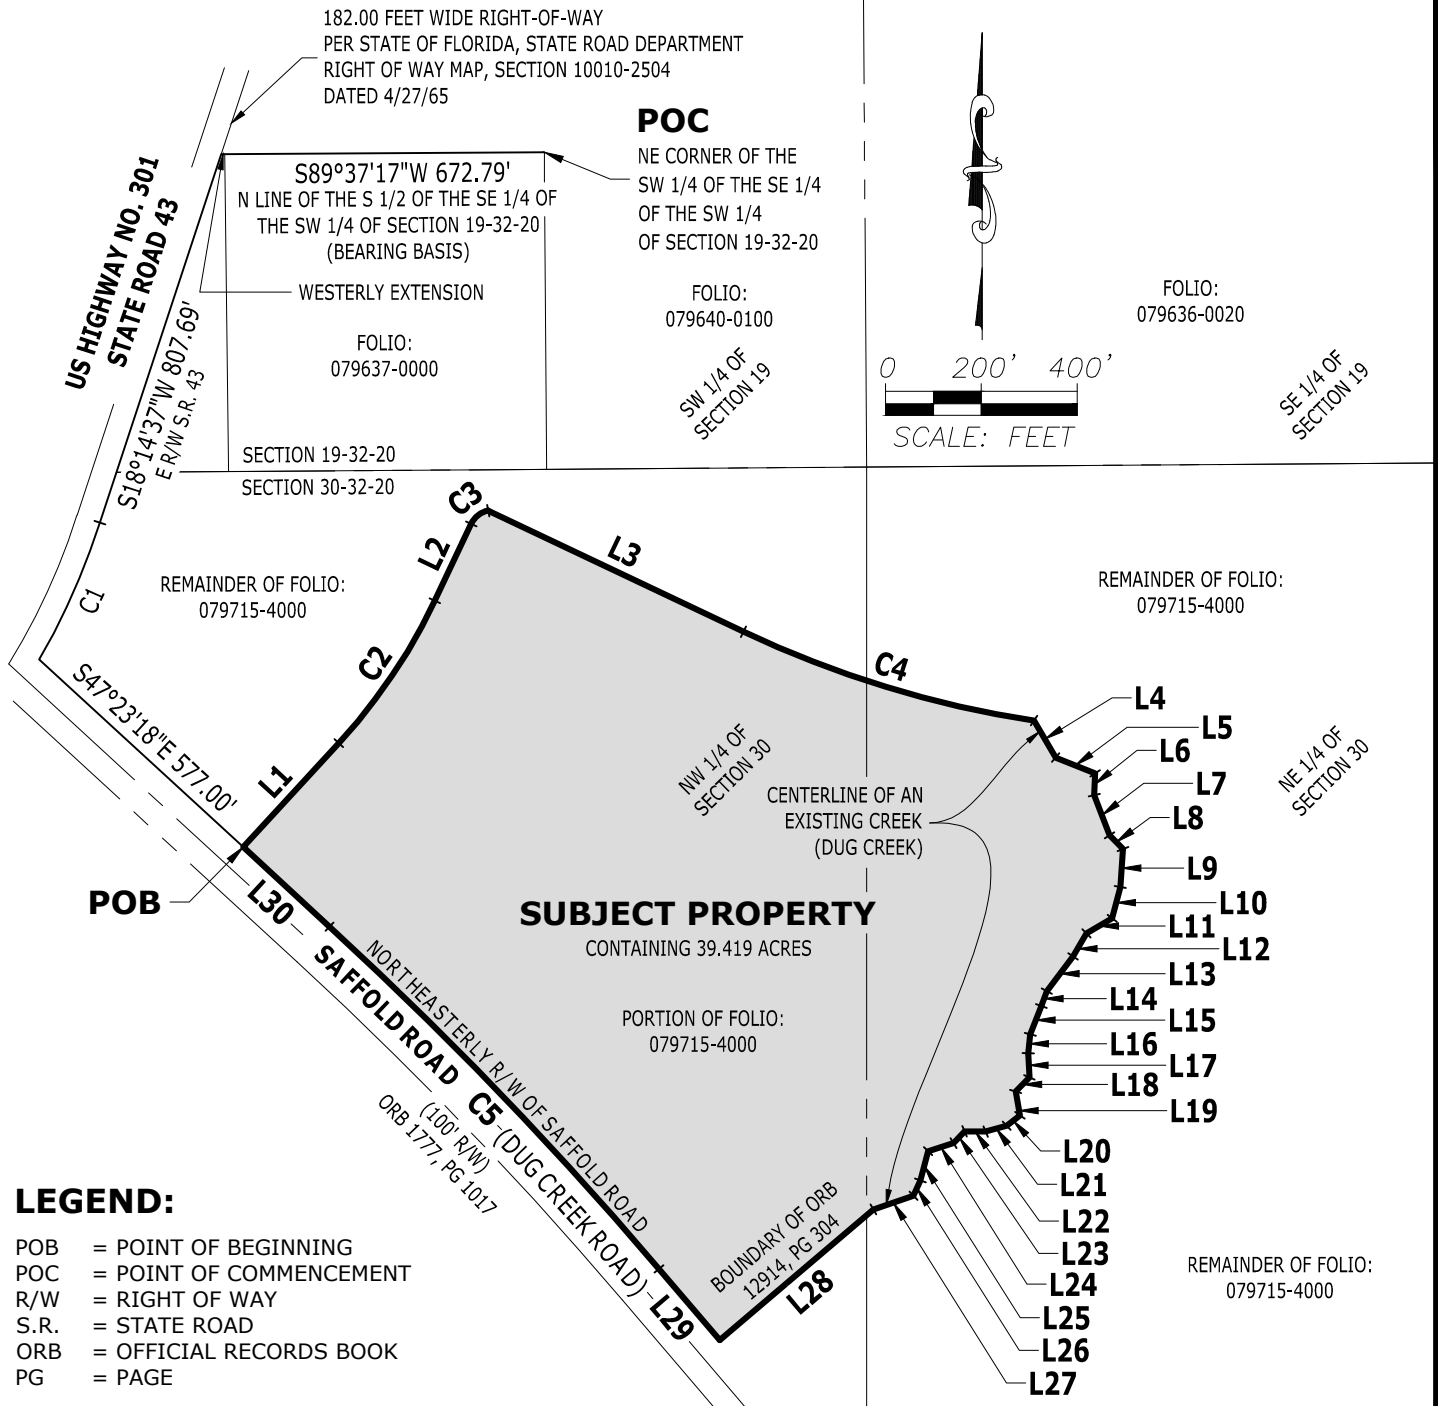 182.00 FEET WIDE RIGHT-OF-WAY
PER STATE OF FLORIDA, STATE ROAD DEPARTMENT
RIGHT OF WAY MAP, SECTION 10010-2504
DATED 4/27/65
POC
NE CORNER OF THE
SW 1/4 OF THE SE 1/4
OF THE SW 1/4
OF SECTION 19-32-20
S89°37'17"W 672.79'
N LINE OF THE S 1/2 OF THE SE 1/4 OF
THE SW 1/4 OF SECTION 19-32-20
(BEARING BASIS)
WESTERLY EXTENSION
US HIGHWAY NO. 301
STATE ROAD 43
S18°14'37"W 807.69'
E R/W S.R. 43
FOLIO:
079637-0000
FOLIO:
079640-0100
FOLIO:
079636-0020
SW 1/4 OF
SECTION 19
SE 1/4 OF
SECTION 19
0 200' 400'
SCALE: FEET
SECTION 19-32-20
SECTION 30-32-20
C1
REMAINDER OF FOLIO:
079715-4000
S47°23'18"E 577.00'
C3
L2
L3
C2
L1
C4
REMAINDER OF FOLIO:
079715-4000
NW 1/4 OF
SECTION 30
NE 1/4 OF
SECTION 30
CENTERLINE OF AN
EXISTING CREEK
(DUG CREEK)
L4
L5
L6
L7
L8
L9
L10
L11
L12
L13
L14
L15
L16
L17
L18
L19
L20
L21
L22
L23
L24
L25
L26
L27
POB
L30
SUBJECT PROPERTY
CONTAINING 39.419 ACRES
PORTION OF FOLIO:
079715-4000
NORTHEASTERLY R/W OF SAFFOLD ROAD
SAFFOLD ROAD C5 (DUG CREEK ROAD)
(100' R/W)
ORB 1777, PG 1017
BOUNDARY OF ORB
12914, PG 304
L28
L29
REMAINDER OF FOLIO:
079715-4000
LEGEND:
POB = POINT OF BEGINNING
POC = POINT OF COMMENCEMENT
R/W = RIGHT OF WAY
S.R. = STATE ROAD
ORB = OFFICIAL RECORDS BOOK
PG = PAGE